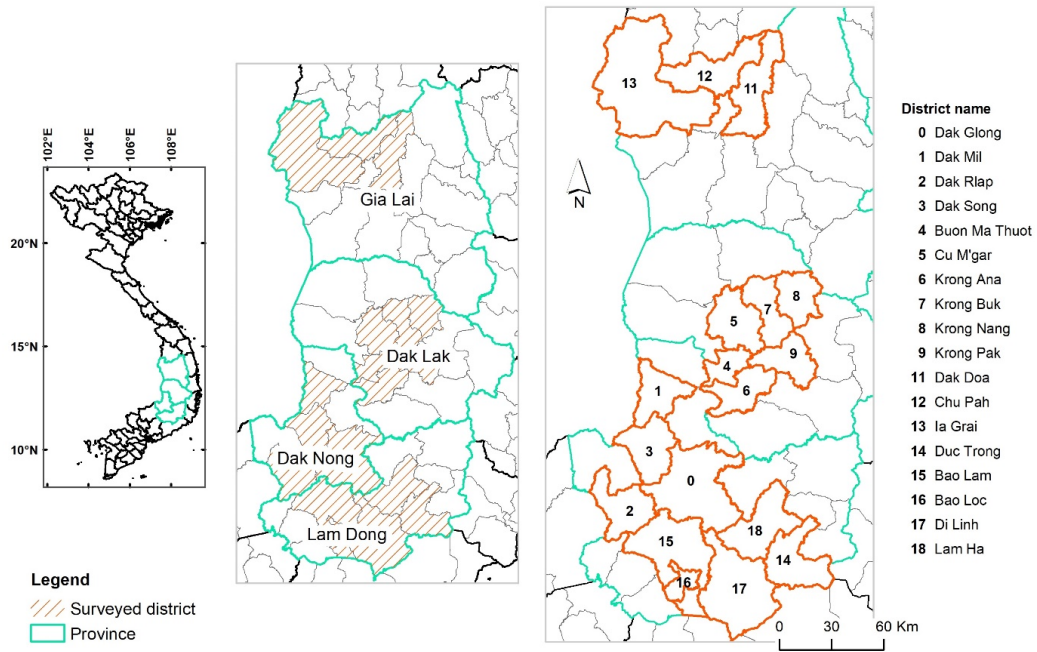 102°E
104°E
106°E
108°E
20°N
15°N
10°N
Legend
Surveyed district
Province
Gia Lai
Dak Lak
Dak Nong
Lam Dong
13
12
11
N
8
7
5
9
4
6
1
3
0
2
18
15
14
16
17
0 30 60 Km
District name
0 Dak Glong
1 Dak Mil
2 Dak Rlap
3 Dak Song
4 Buon Ma Thuot
5 Cu M'gar
6 Krong Ana
7 Krong Buk
8 Krong Nang
9 Krong Pak
11 Dak Doa
12 Chu Pah
13 Ia Grai
14 Duc Trong
15 Bao Lam
16 Bao Loc
17 Di Linh
18 Lam Ha